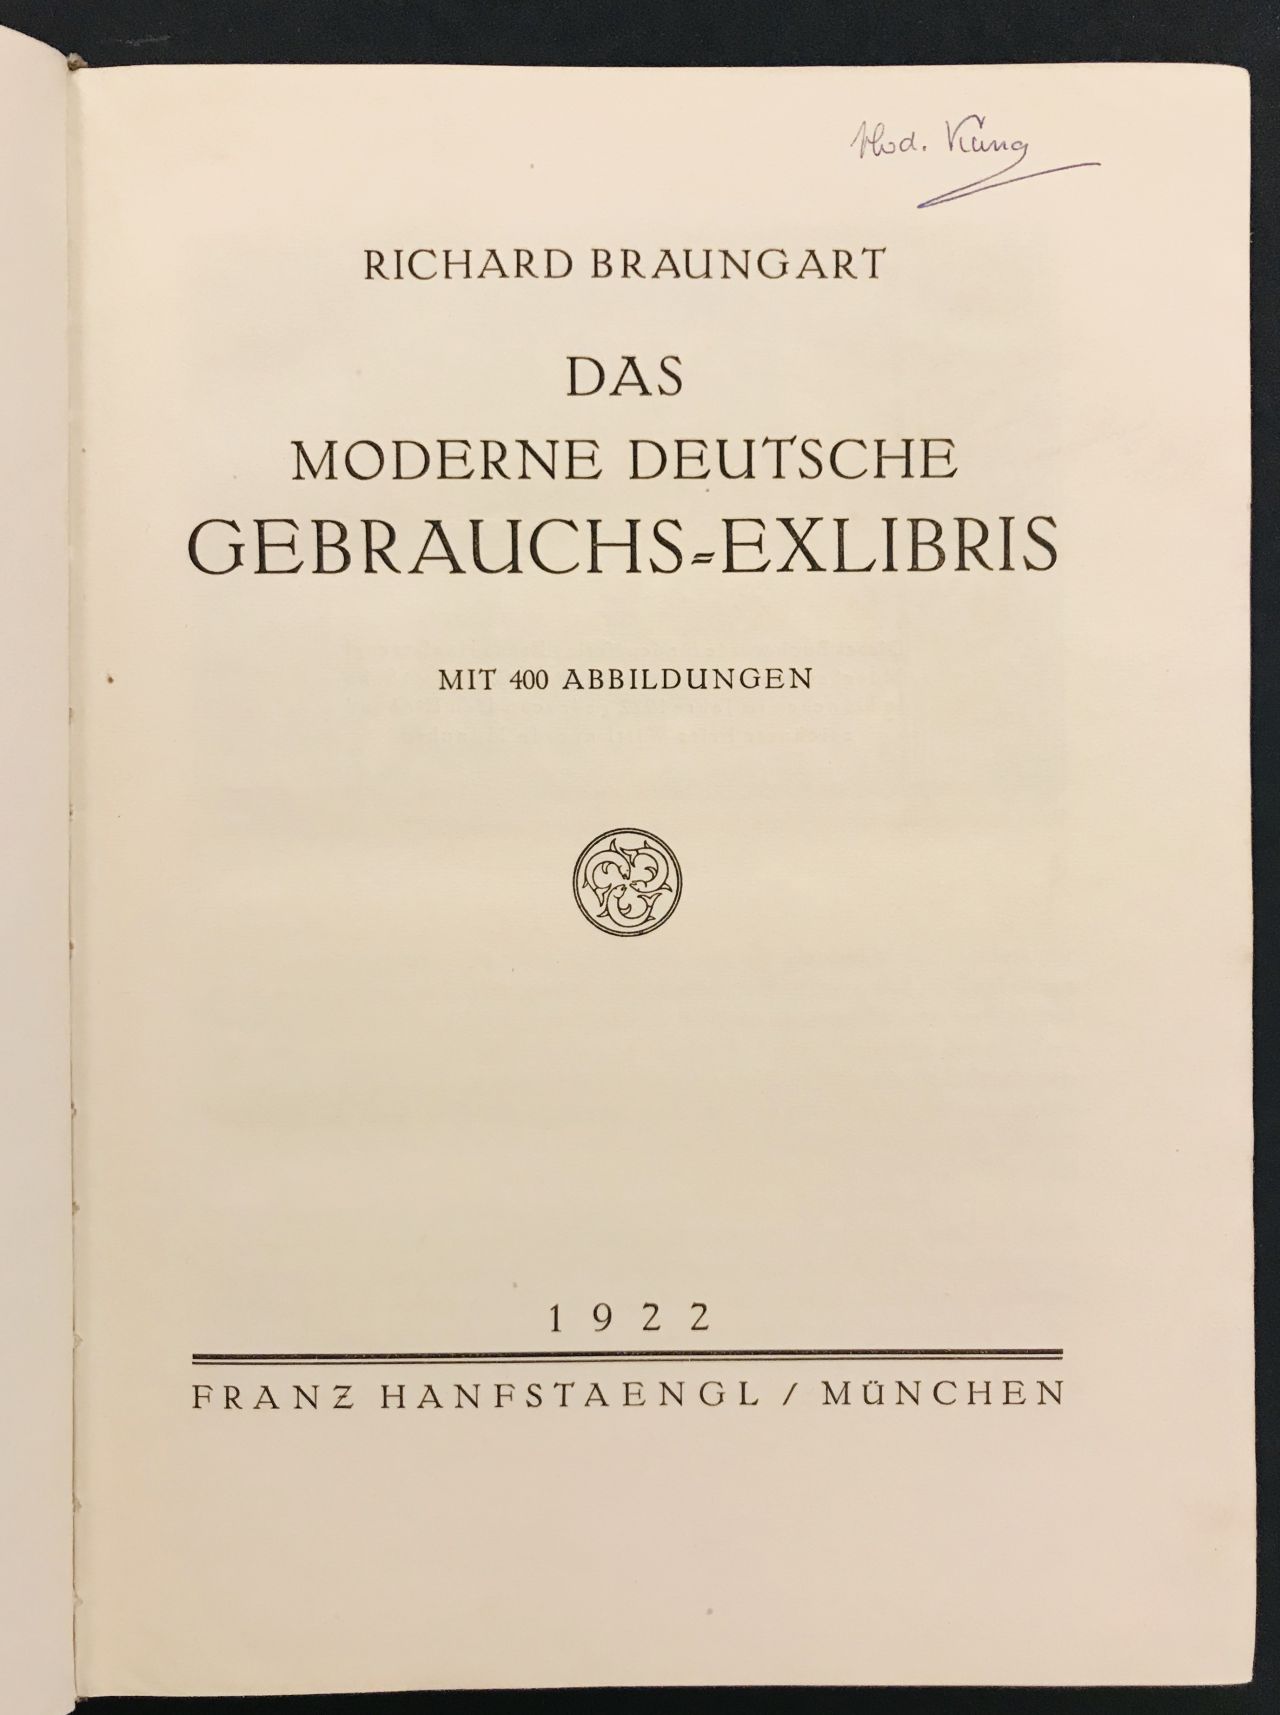 RICHARD BRAUNGART
DAS
MODERNE DEUTSCHE
GEBRAUCHS=EXLIBRIS
MIT 400 ABBILDUNGEN
1922
FRANZ HANFSTAENGL / MÜNCHEN